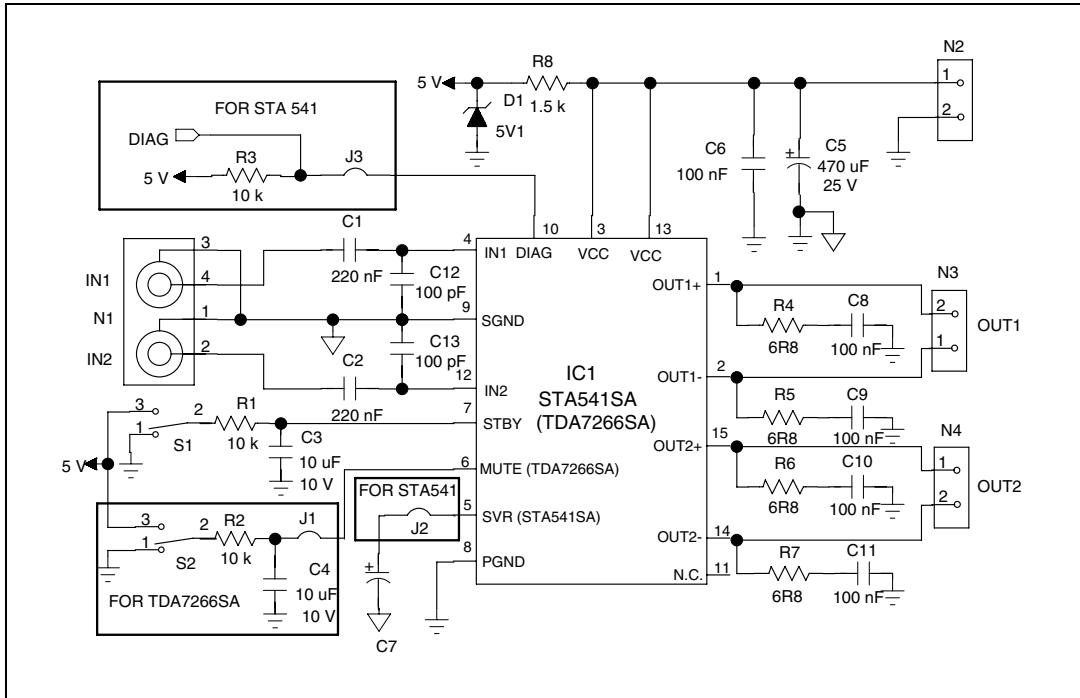 N2
R8
5 V
1
D1
1.5 k
FOR STA 541
5V1
2
DIAG
C6
100 nF
+
C5
470 uF
25 V
R3
J3
5 V
10 k
C1
10
3
13
3
4
IN1
DIAG
VCC
VCC
IN1
4
220 nF
C12
100 pF
1
OUT1+
N3
R4
C8
2
N1
1
9
SGND
6R8
100 nF
1
OUT1
C13
100 pF
IN2
2
C2
12
IN2
IC1
STA541SA
(TDA7266SA)
2
OUT1-
220 nF
R5
C9
3
2
R1
7
STBY
15
OUT2+
6R8
100 nF
N4
1
S1
10 k
C3
10 uF
10 V
R6
C10
1
5 V
6
MUTE (TDA7266SA)
6R8
100 nF
2
OUT2
FOR STA541
3
2
R2
J1
5
SVR (STA541SA)
J2
14
OUT2-
1
S2
10 k
8
PGND
R7
C11
C4
10 uF
10 V
+
N.C.
11
6R8
100 nF
FOR TDA7266SA
C7